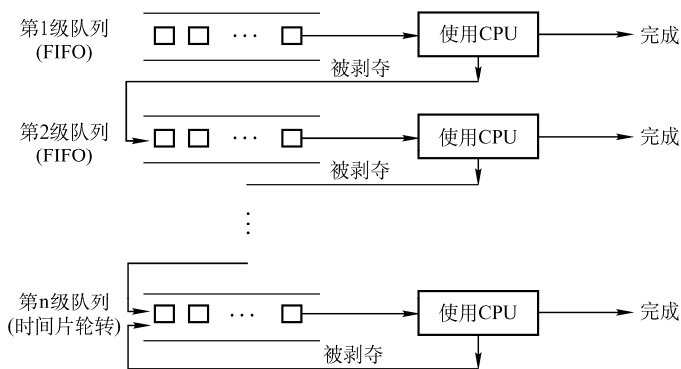 第1级队列
(FIFO)
···
使用CPU
完成
被剥夺
第2级队列
(FIFO)
···
使用CPU
完成
被剥夺
⋮
第n级队列
(时间片轮转)
···
使用CPU
完成
被剥夺